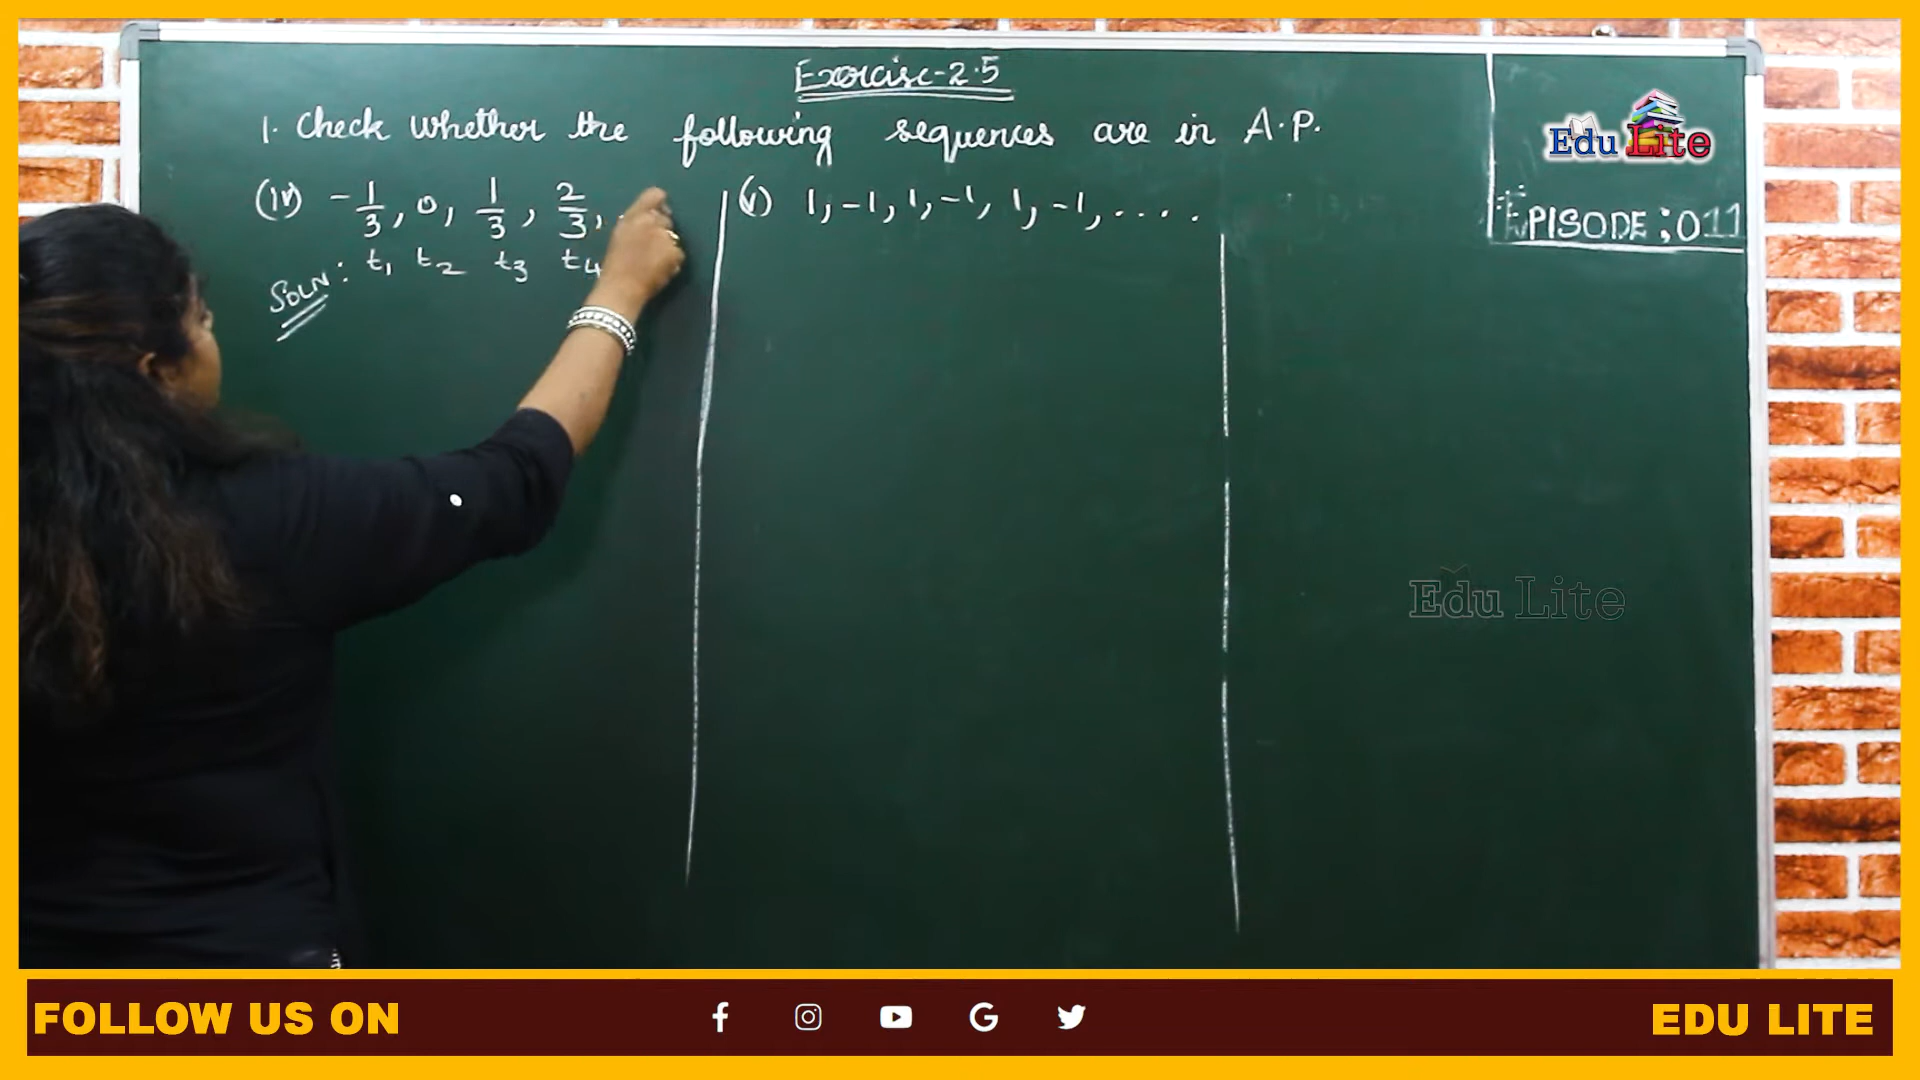 Exercise-2.5
1. Check whether the following sequences are in A.P.
(iv) -1/3, 0, 1/3, 2/3, .
(v) 1, -1, 1, -1, 1, -1, ....
t1 t2 t3 t4
SOLN:
Edu Lite
EPISODE:011
Edu Lite
FOLLOW US ON
EDU LITE